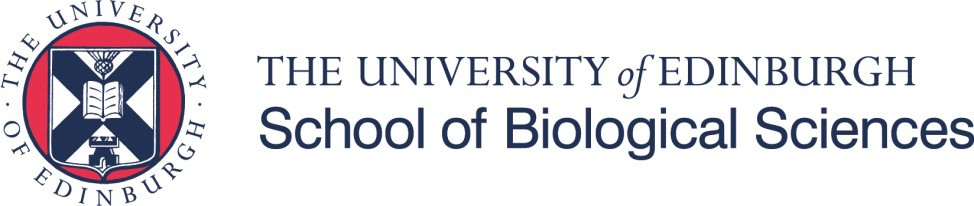 · THE UNIVERSITY ·
OF EDINBURGH
THE UNIVERSITY of EDINBURGH
School of Biological Sciences